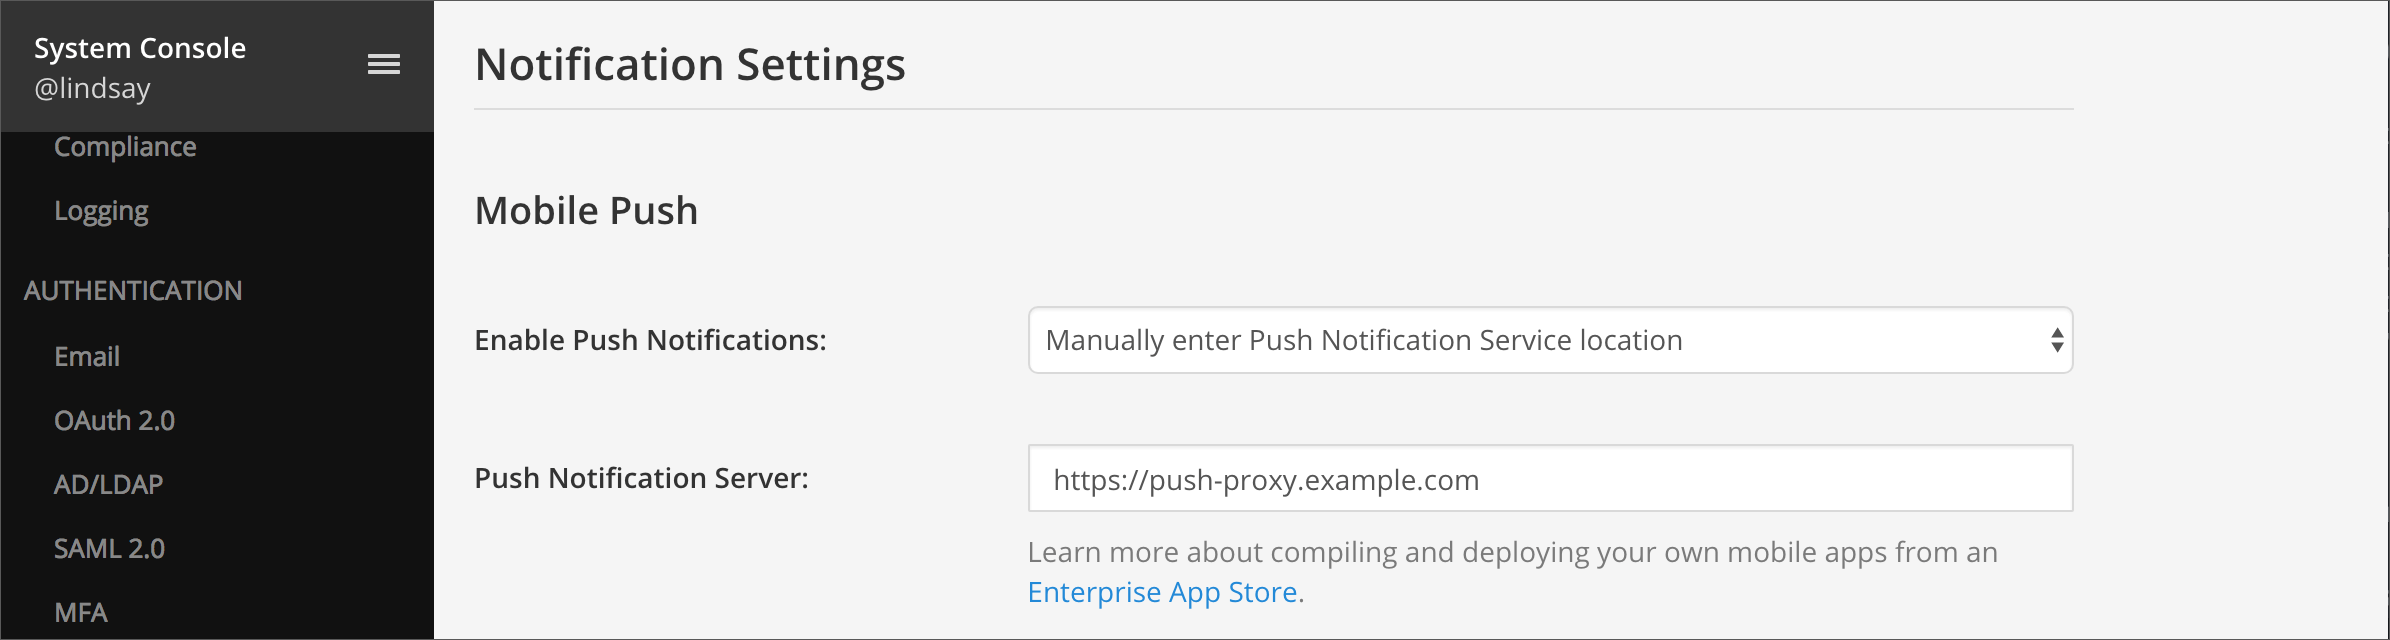 System Console
@lindsay
Compliance
Logging
AUTHENTICATION
Email
OAuth 2.0
AD/LDAP
SAML 2.0
MFA
Notification Settings
Mobile Push
Enable Push Notifications:
Manually enter Push Notification Service location
Push Notification Server:
https://push-proxy.example.com
Learn more about compiling and deploying your own mobile apps from an
Enterprise App Store.